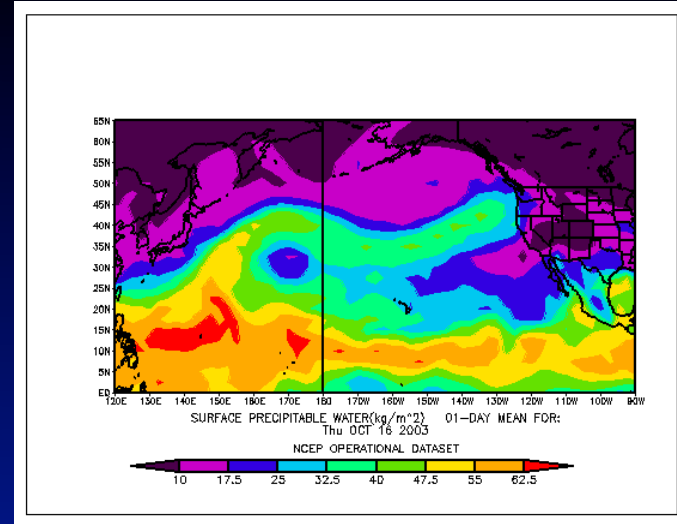 65N
60N
55N
50N
45N
40N
35N
30N
25N
20N
15N
10N
5N
EQ
120E 130E 140E 150E 160E 170E 180 170W 160W 150W 140W 130W 120W 110W 100W 90W
SURFACE PRECIPITABLE WATER(kg/m^2) 01-DAY MEAN FOR:
Thu OCT 16 2003
NCEP OPERATIONAL DATASET
10 17.5 25 32.5 40 47.5 55 62.5